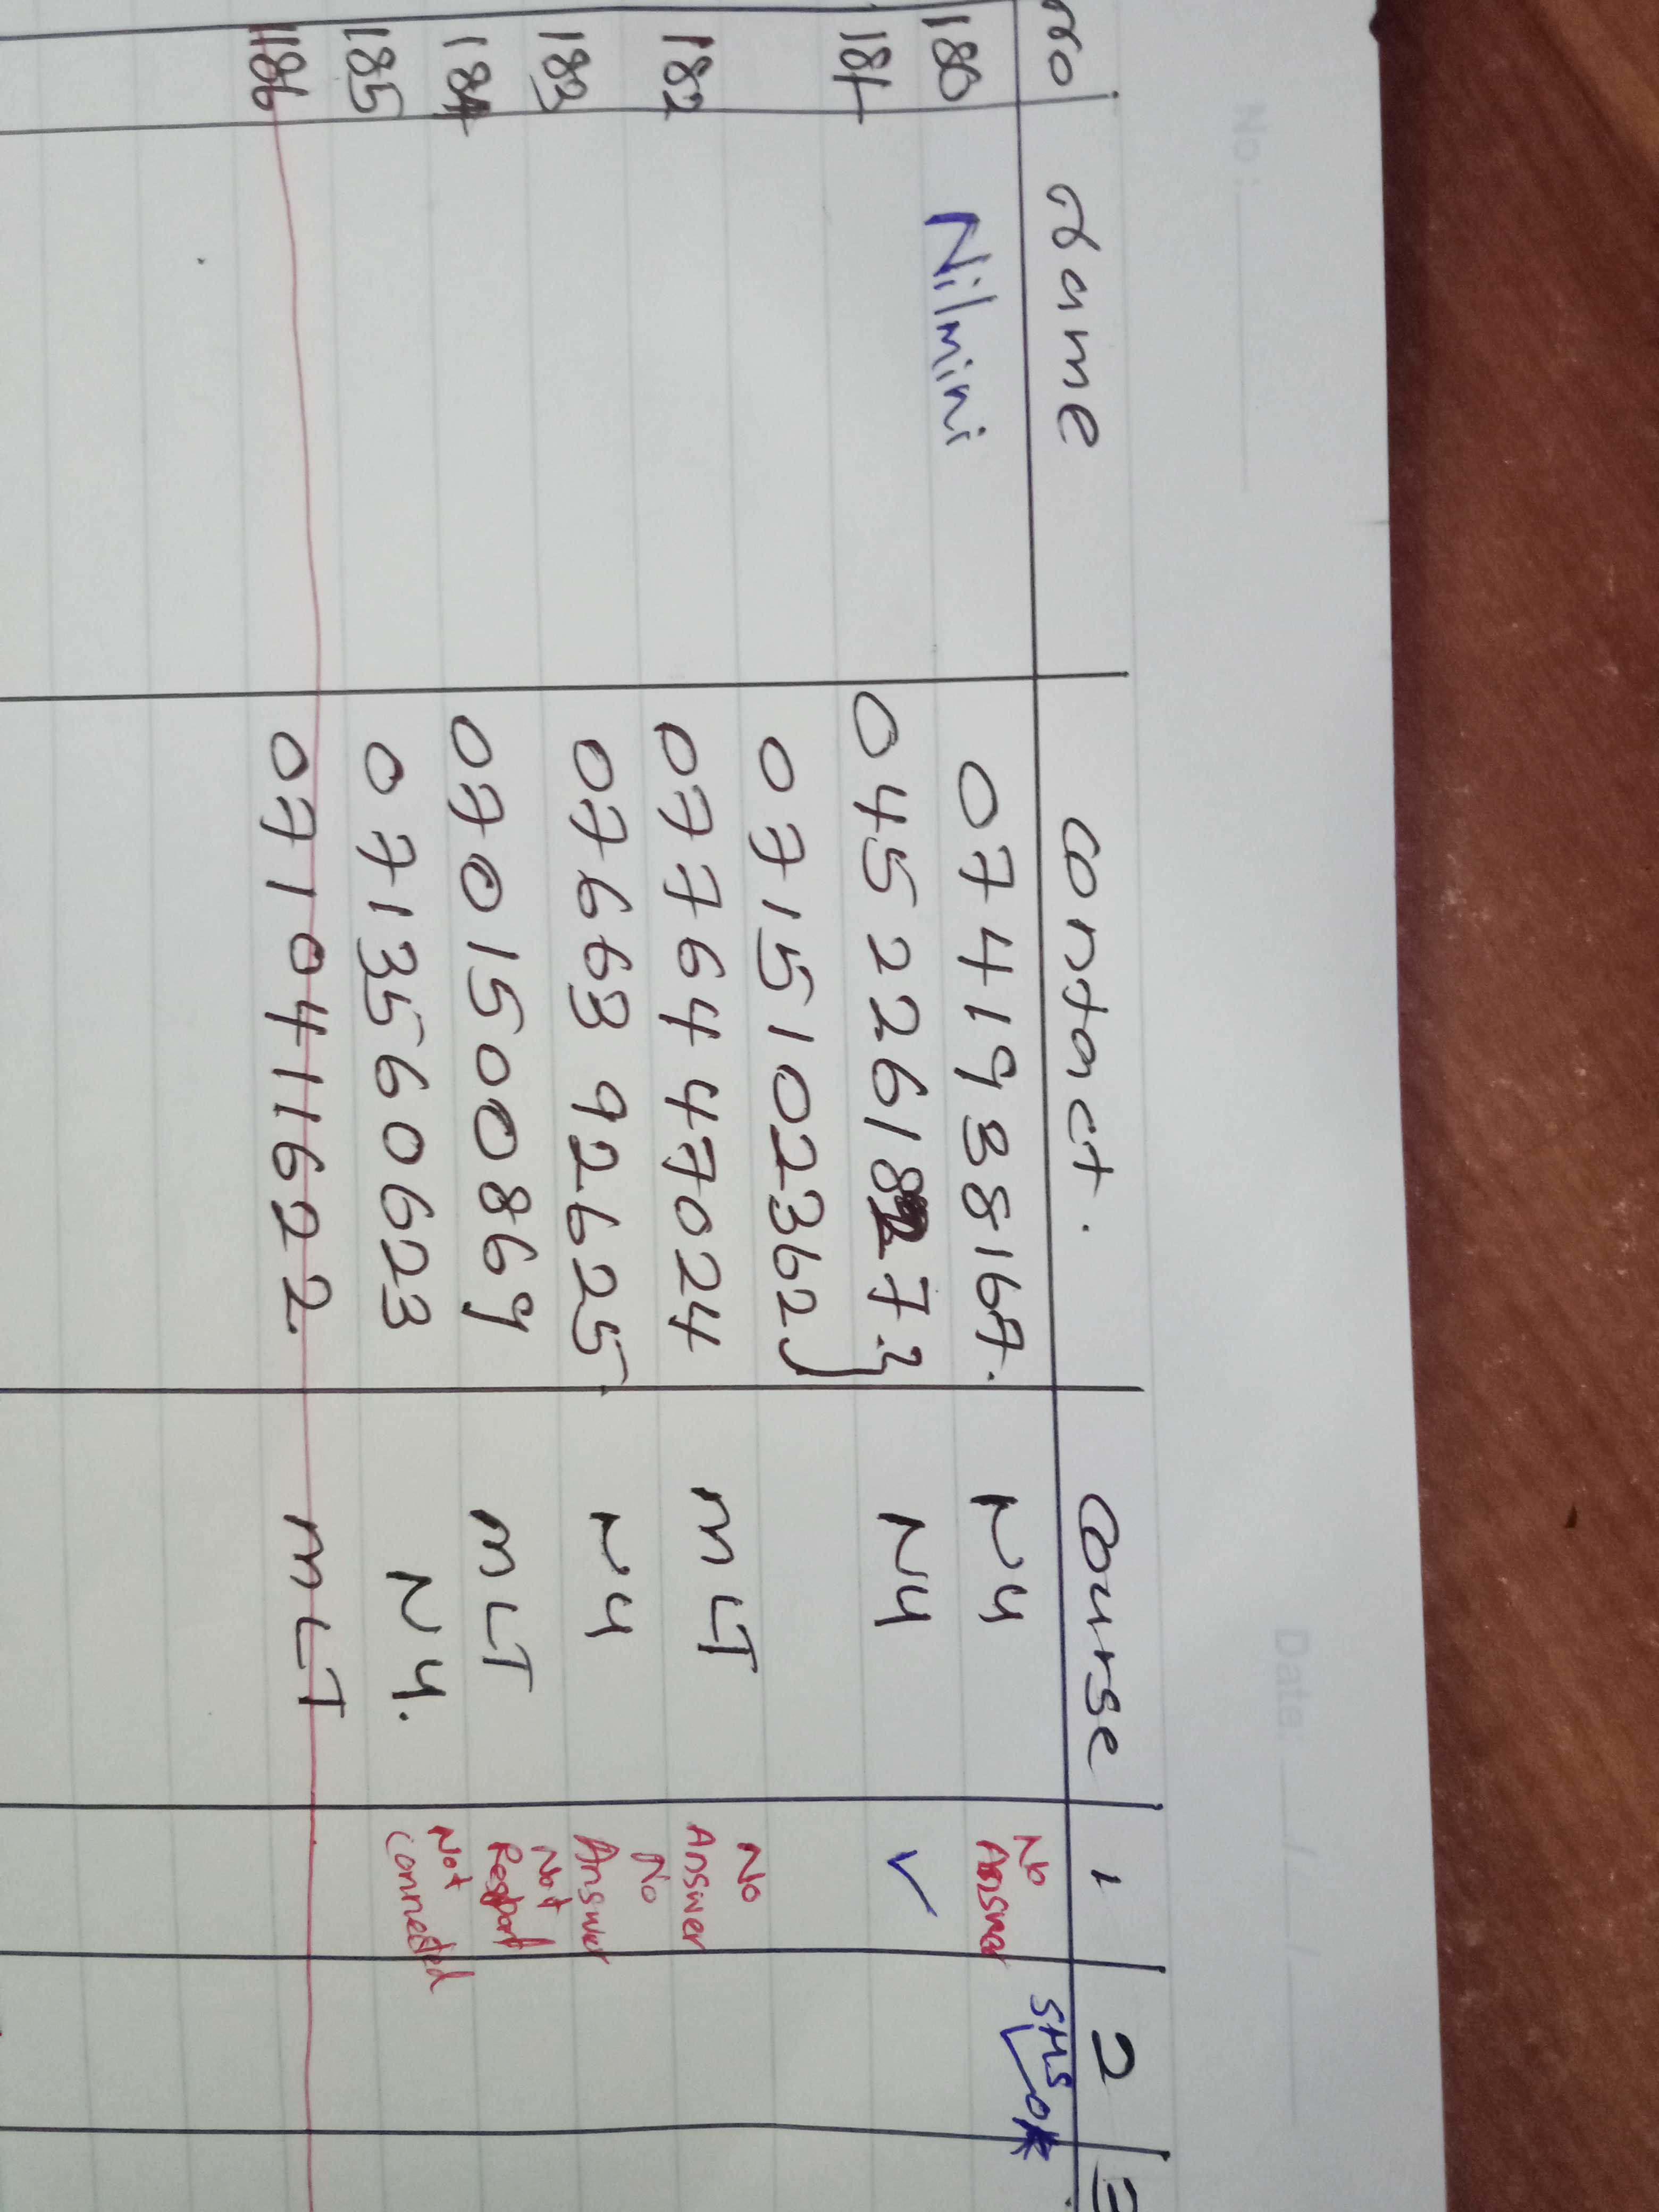 No : Date: / /
No Name Contact. Course 1 2 3
180 Nilmini 0741938167. N4 No Answer SMS OK
181 0452261827 N4 ✓
0715102362
182 0776447024 MLT No Answer
183 0766392625 N4 No Answer
184 0701500869 MLT Not Respont
185 0713560623 N4. Not Connected
186 0710411622. MLT